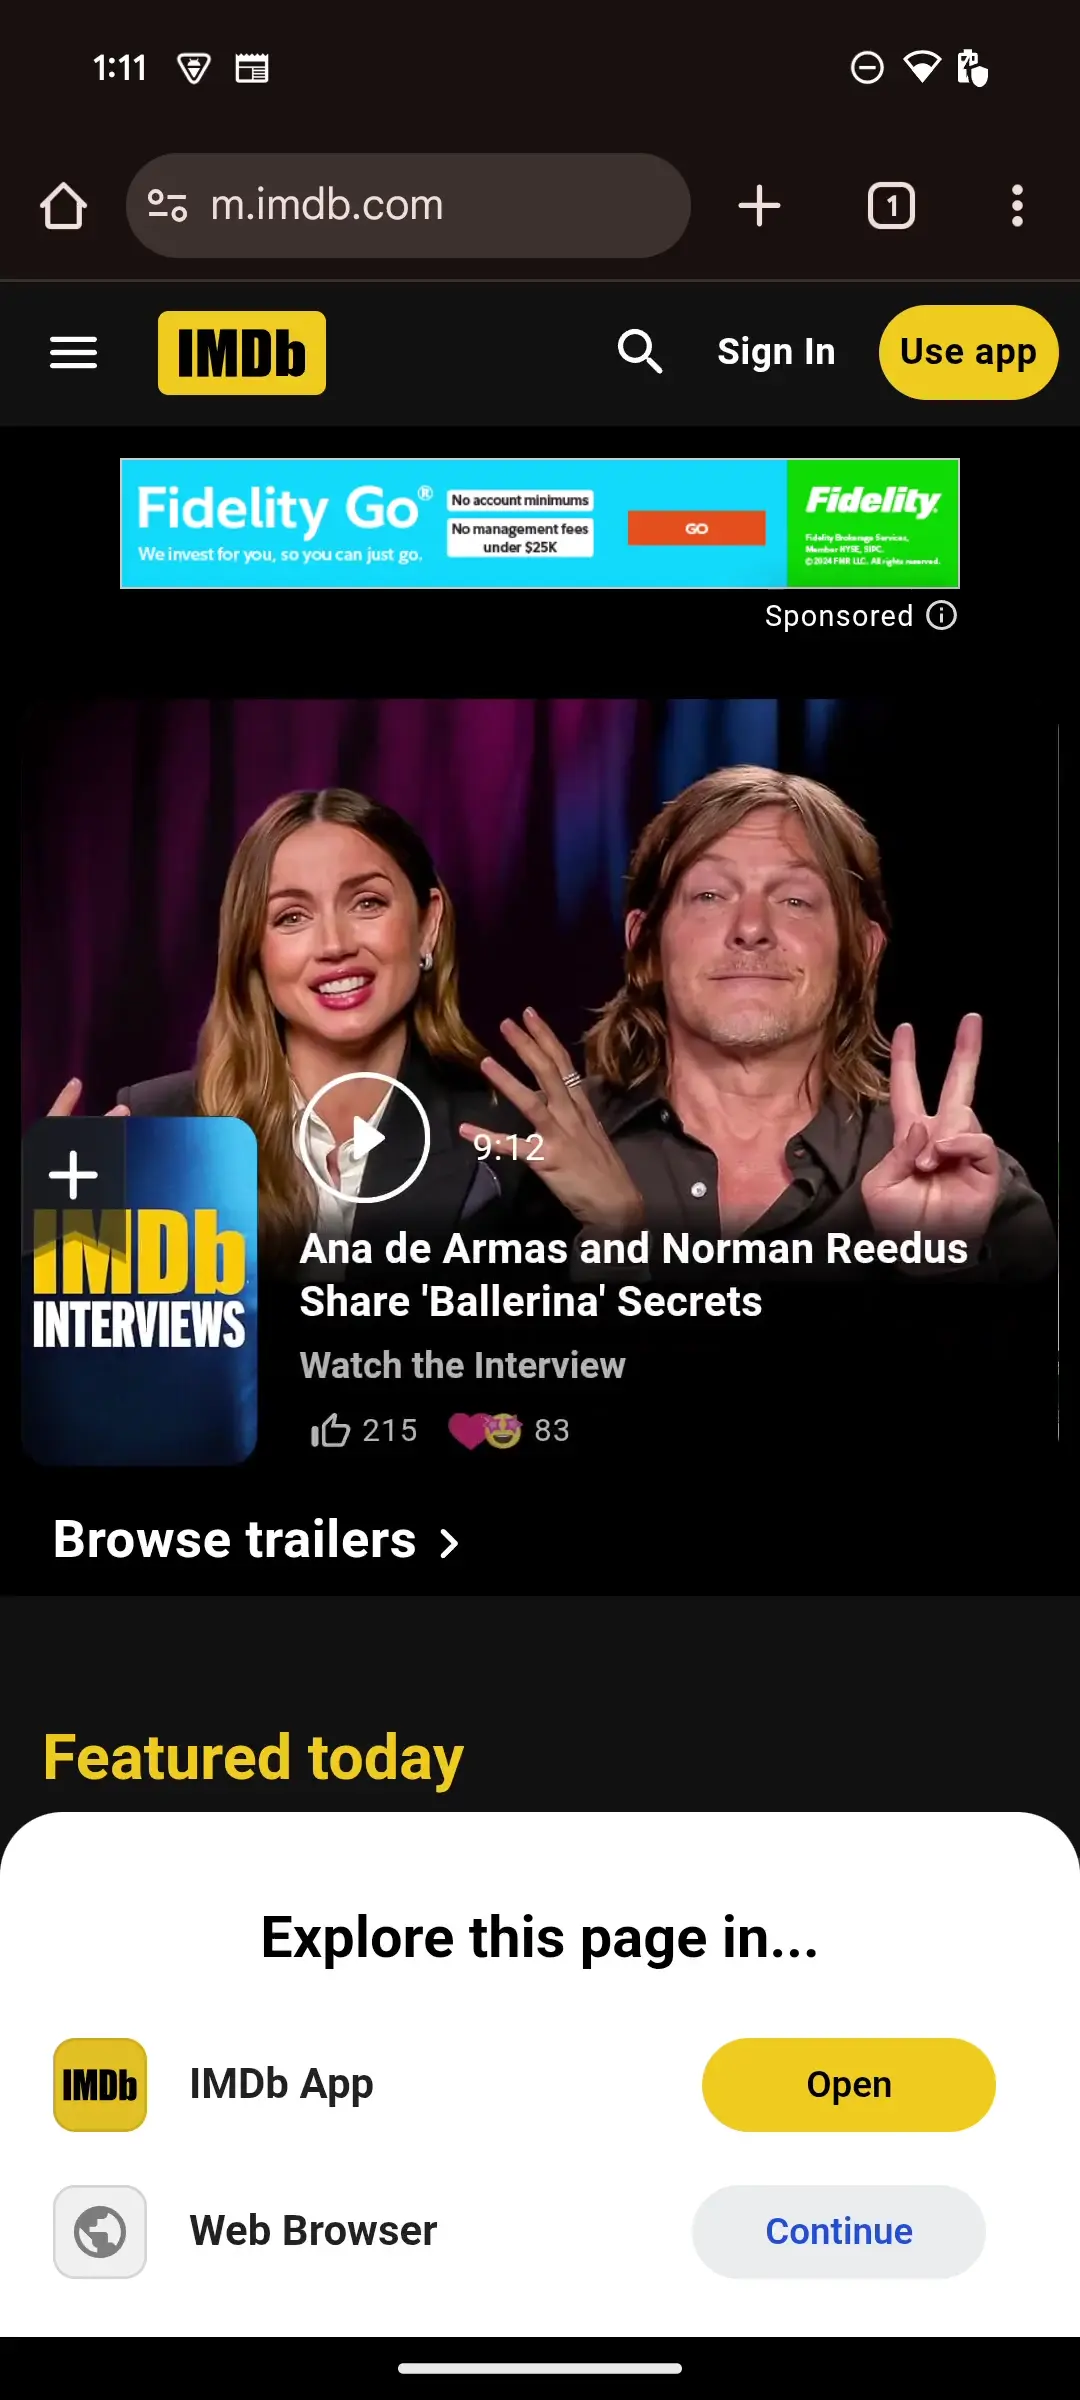 1:11
m.imdb.com
1
IMDb
Sign In
Use app
Fidelity Go®
We invest for you, so you can just go.
No account minimums
No management fees
under $25K
GO
Fidelity
Fidelity Brokerage Services,
Member NYSE, SIPC.
©2024 FMR LLC. All rights reserved.
Sponsored
9:12
IMDb
INTERVIEWS
Ana de Armas and Norman Reedus
Share 'Ballerina' Secrets
Watch the Interview
215
83
Browse trailers
Featured today
Explore this page in...
IMDb
IMDb App
Open
Web Browser
Continue